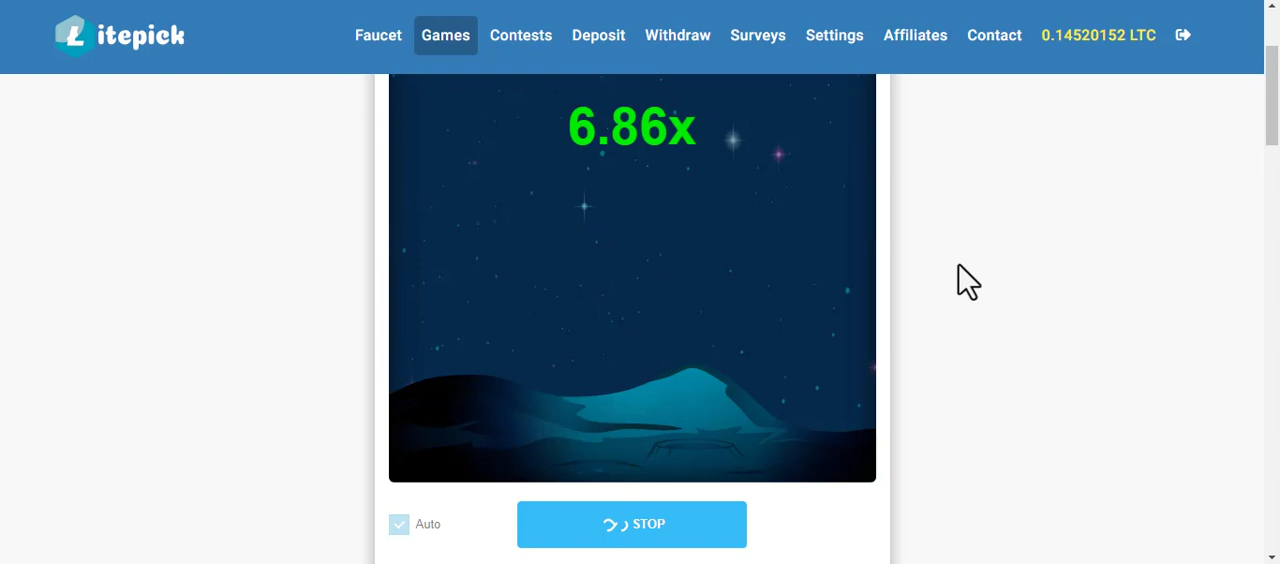 Litepick Faucet Games Contests Deposit Withdraw Surveys Settings Affiliates Contact 0.14520152 LTC
6.86x
Auto STOP